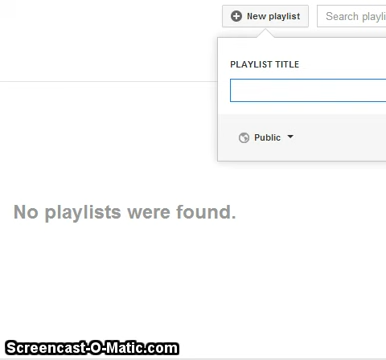 New playlist
Search playli
PLAYLIST TITLE
Public
No playlists were found.
Screencast-O-Matic.com